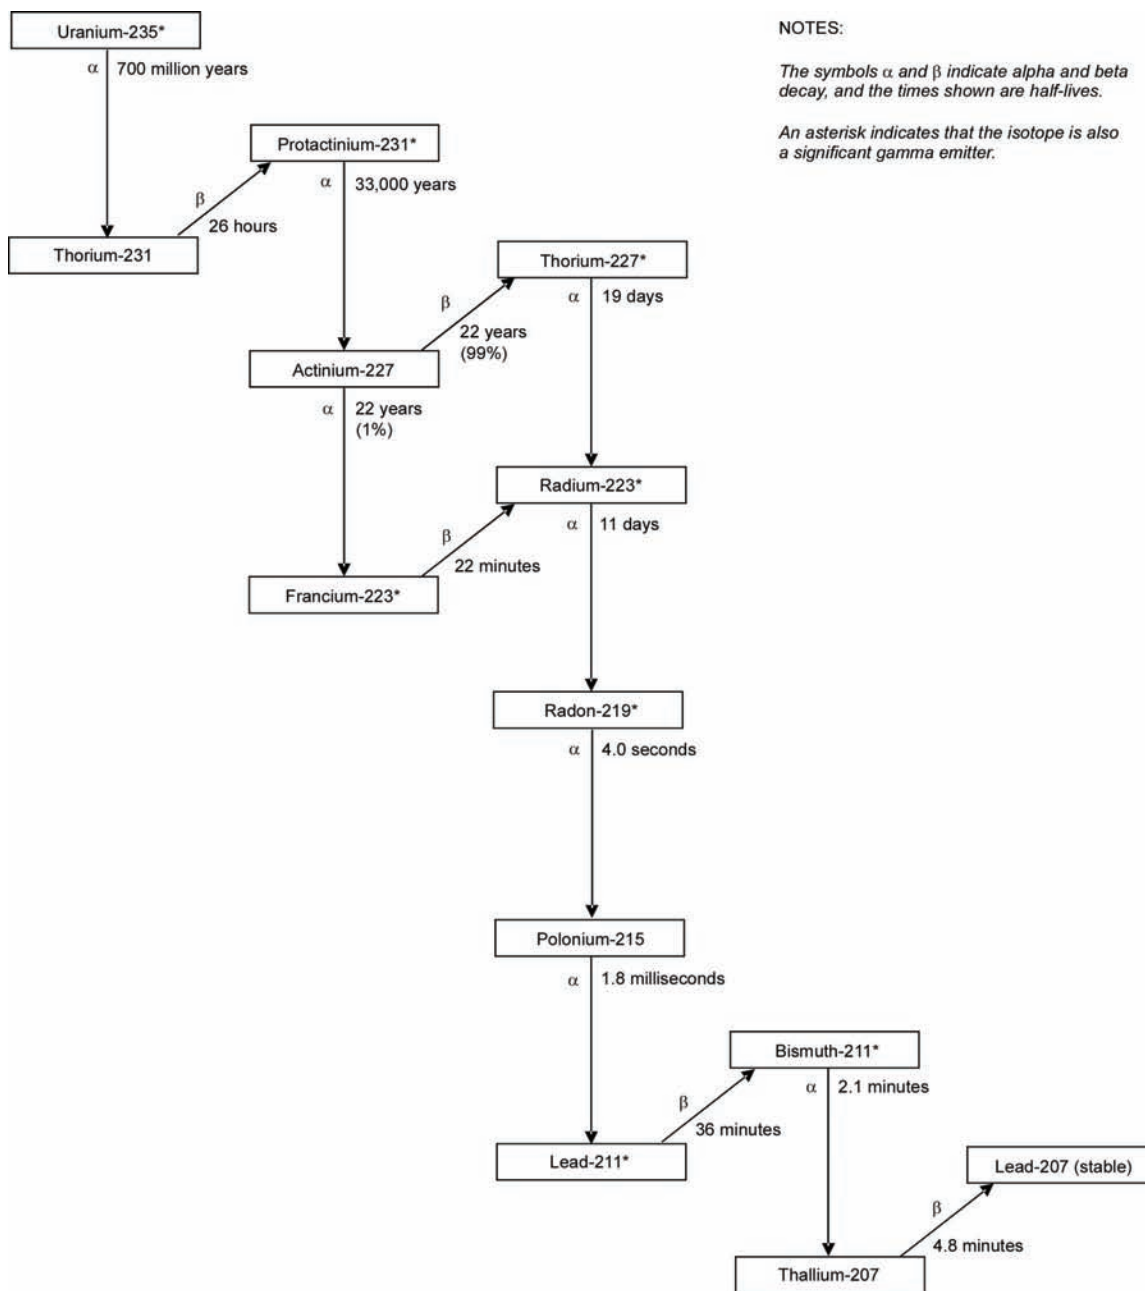 Uranium-235*
α 700 million years
NOTES:
The symbols α and β indicate alpha and beta
decay, and the times shown are half-lives.
An asterisk indicates that the isotope is also
a significant gamma emitter.
Protactinium-231*
α 33,000 years
β
26 hours
Thorium-231
Thorium-227*
α 19 days
β
22 years
(99%)
Actinium-227
α 22 years
(1%)
Radium-223*
α 11 days
β
22 minutes
Francium-223*
Radon-219*
α 4.0 seconds
Polonium-215
α 1.8 milliseconds
Bismuth-211*
α 2.1 minutes
β
36 minutes
Lead-211*
Lead-207 (stable)
β
4.8 minutes
Thallium-207